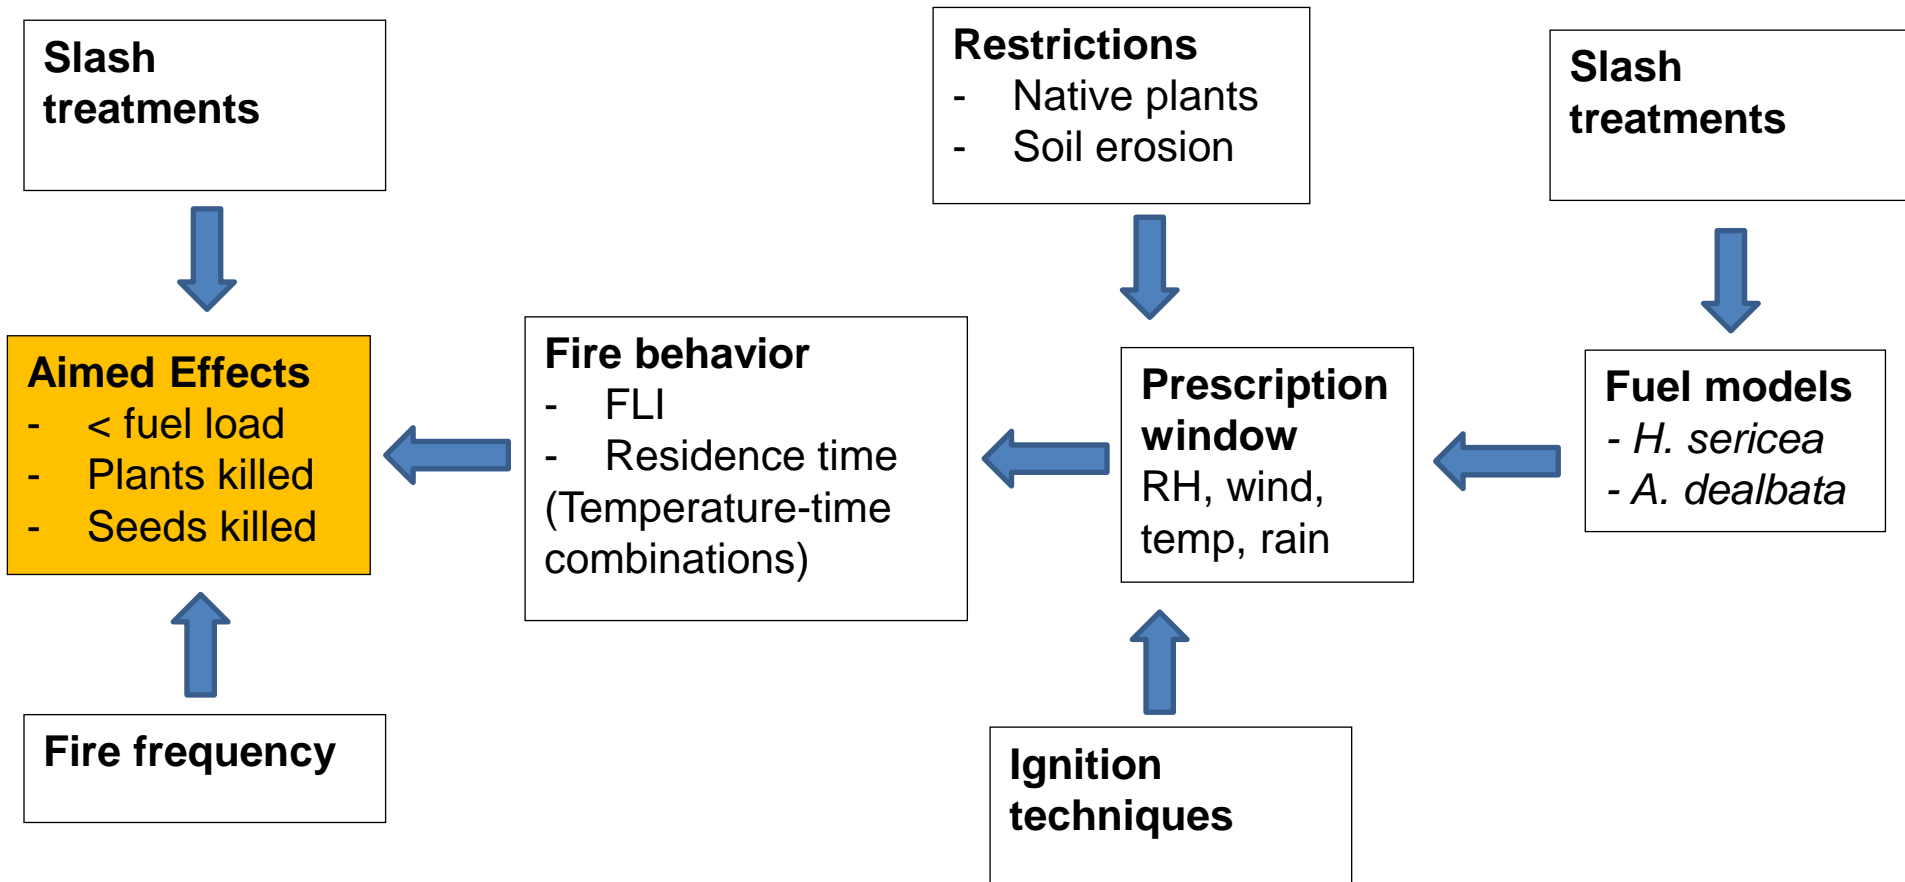 Slash
treatments
Restrictions
- Native plants
- Soil erosion
Slash
treatments
Aimed Effects
- < fuel load
- Plants killed
- Seeds killed
Fire behavior
- FLI
- Residence time
(Temperature-time
combinations)
Prescription
window
RH, wind,
temp, rain
Fuel models
- H. sericea
- A. dealbata
Fire frequency
Ignition
techniques